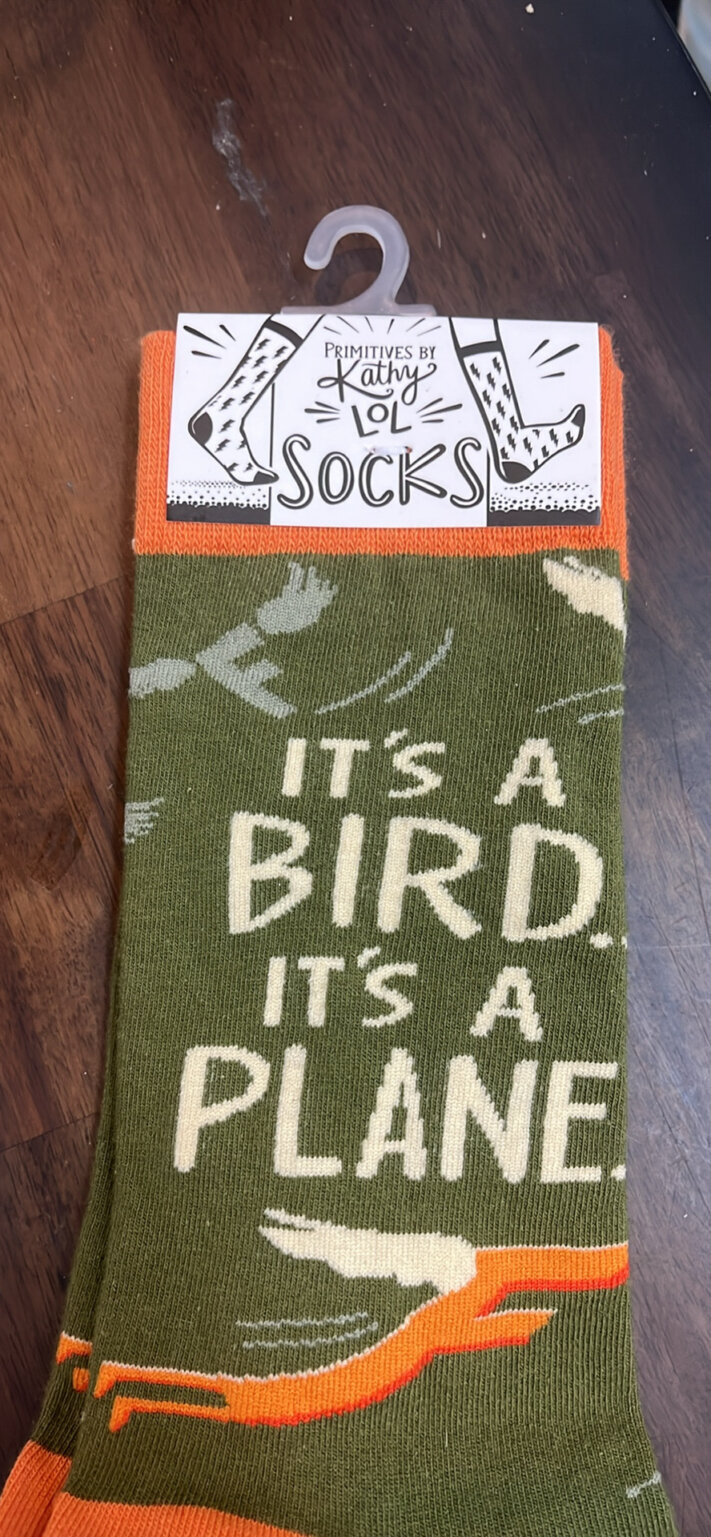 PRIMITIVES BY
Kathy
LOL
SOCKS
IT'S A
BIRD..
IT'S A
PLANE.